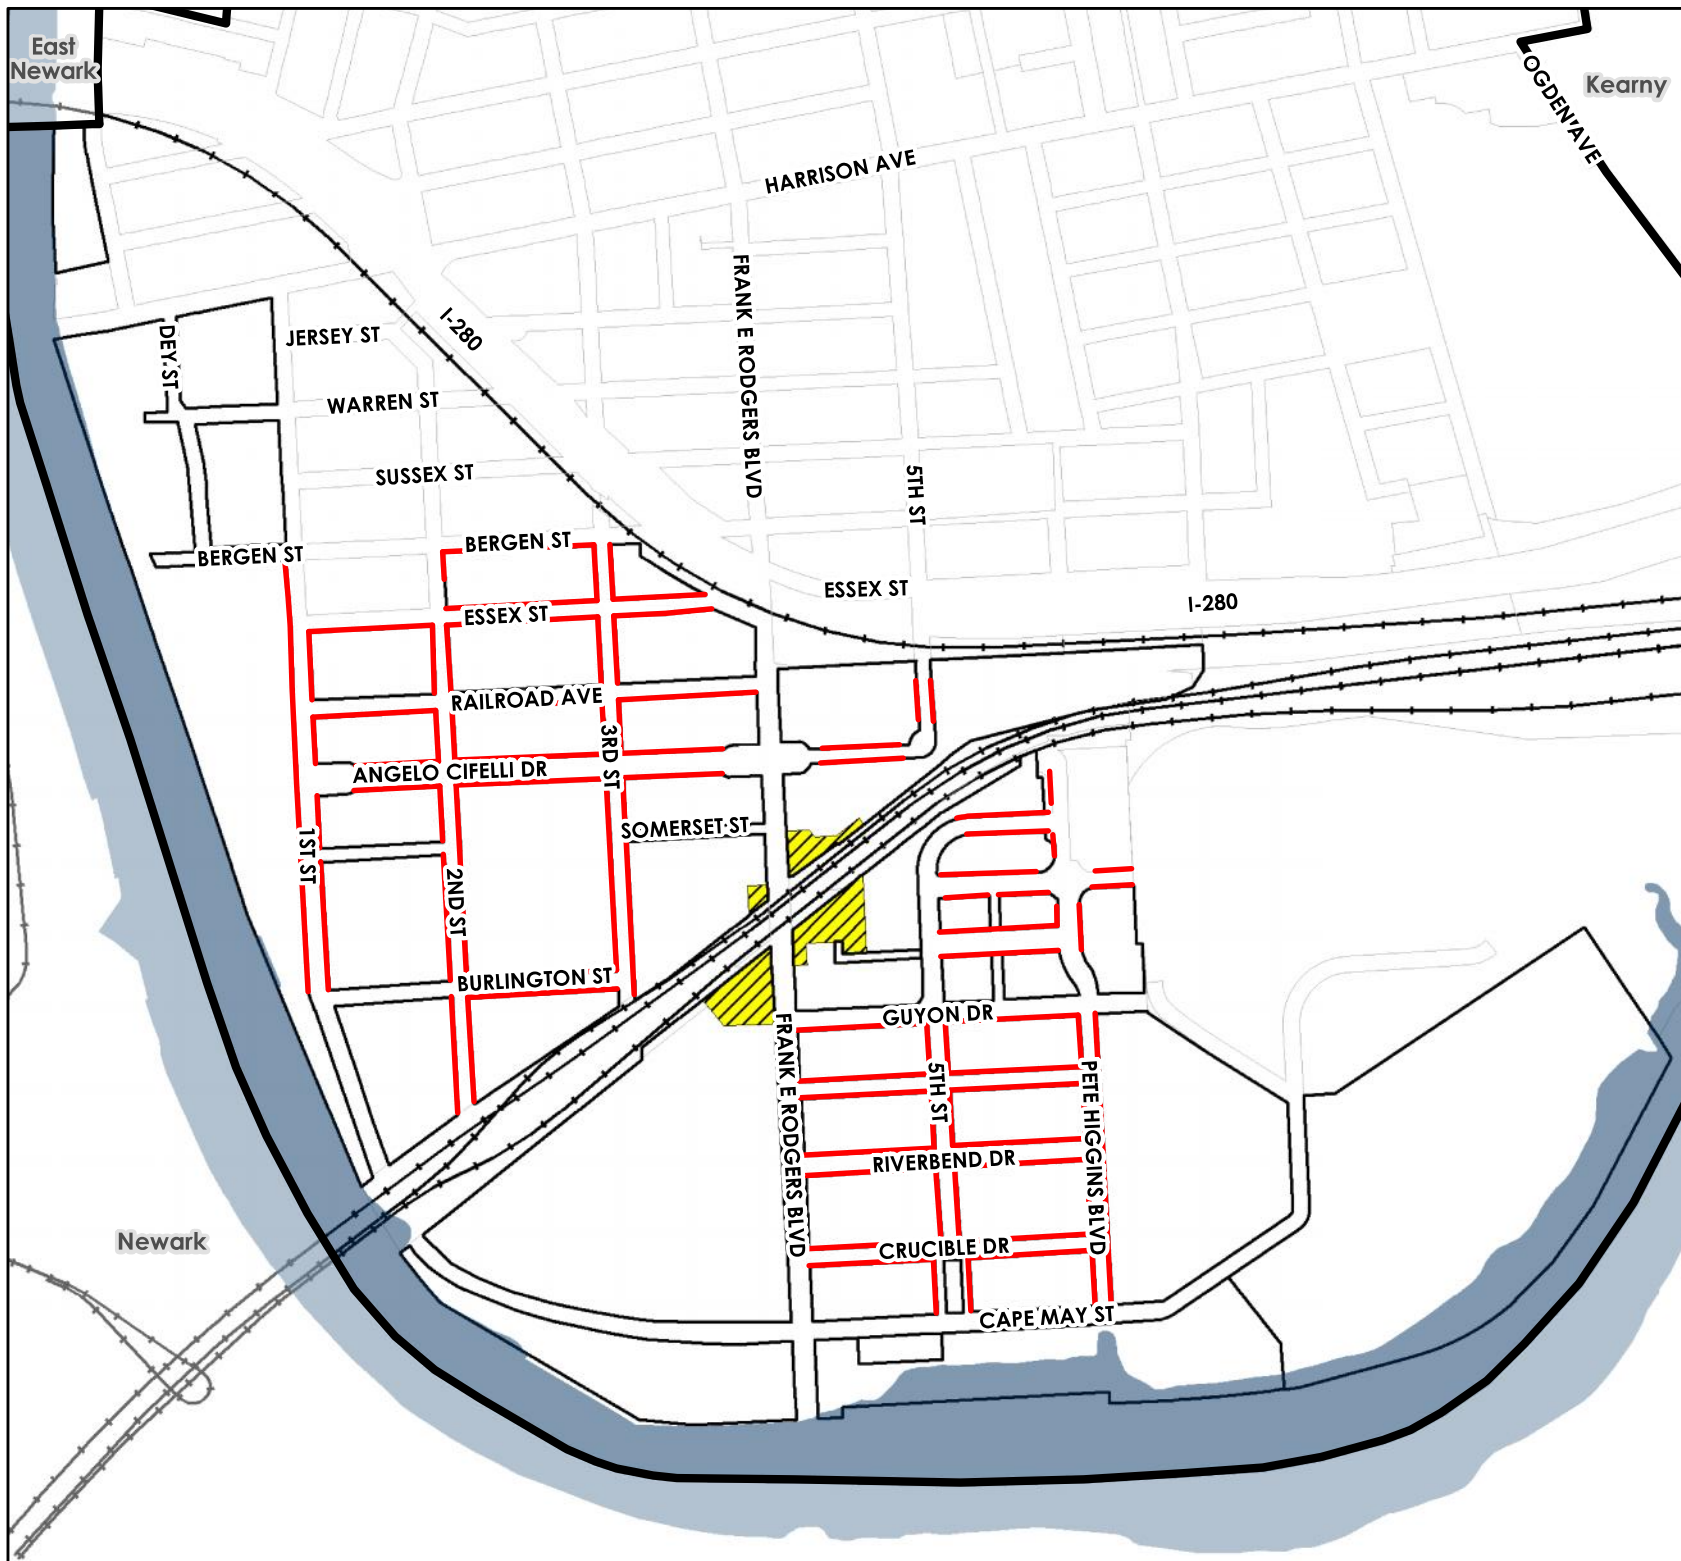 East
Newark
Kearny
OGDEN AVE
HARRISON AVE
FRANK E RODGERS BLVD
I-280
DEY ST
JERSEY ST
WARREN ST
SUSSEX ST
5TH ST
BERGEN ST
BERGEN ST
ESSEX ST
I-280
ESSEX ST
RAILROAD AVE
3RD ST
ANGELO CIFELLI DR
SOMERSET ST
1ST ST
2ND ST
BURLINGTON ST
GUYON DR
FRANK E RODGERS BLVD
5TH ST
PETE HIGGINS BLVD
RIVERBEND DR
Newark
CRUCIBLE DR
CAPE MAY ST